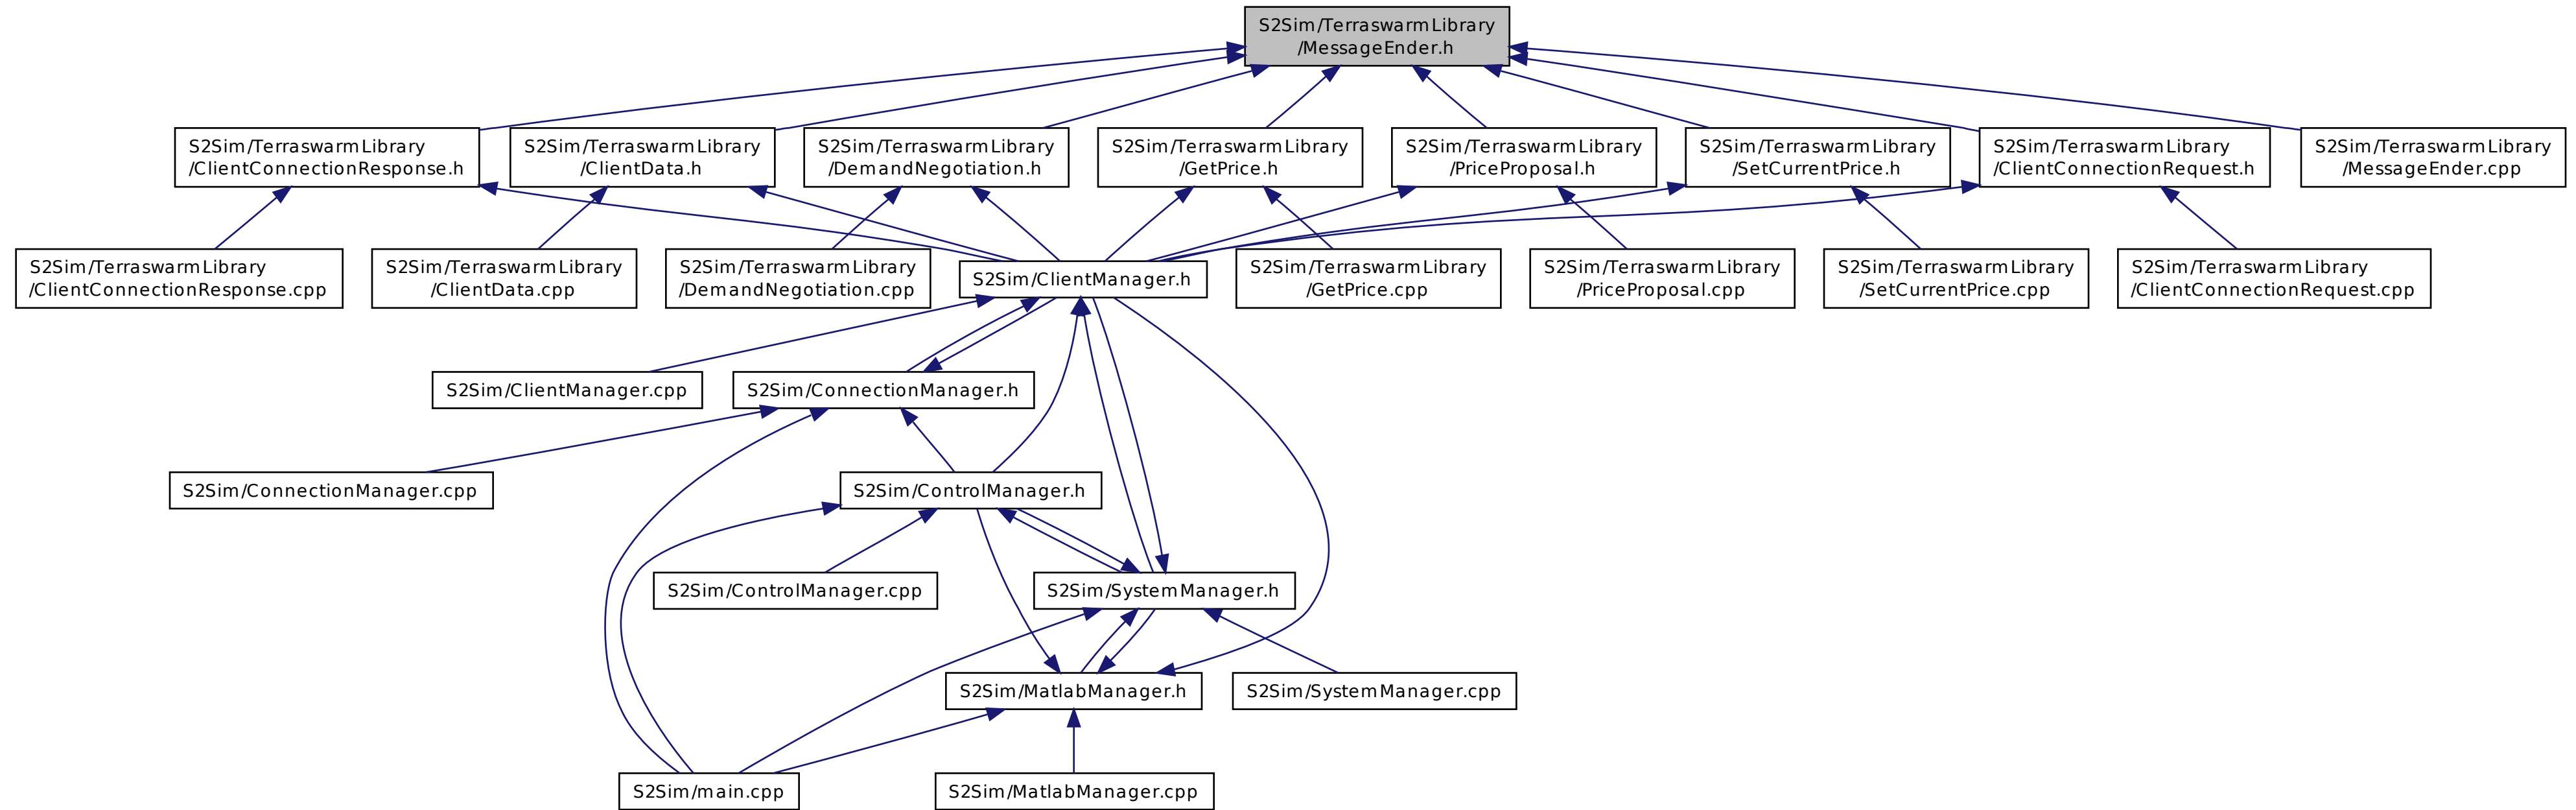 S2Sim/TerraswarmLibrary
/MessageEnder.h
S2Sim/TerraswarmLibrary
/ClientConnectionResponse.h
S2Sim/TerraswarmLibrary
/ClientData.h
S2Sim/TerraswarmLibrary
/DemandNegotiation.h
S2Sim/TerraswarmLibrary
/GetPrice.h
S2Sim/TerraswarmLibrary
/PriceProposal.h
S2Sim/TerraswarmLibrary
/SetCurrentPrice.h
S2Sim/TerraswarmLibrary
/ClientConnectionRequest.h
S2Sim/TerraswarmLibrary
/MessageEnder.cpp
S2Sim/TerraswarmLibrary
/ClientConnectionResponse.cpp
S2Sim/TerraswarmLibrary
/ClientData.cpp
S2Sim/TerraswarmLibrary
/DemandNegotiation.cpp
S2Sim/ClientManager.h
S2Sim/TerraswarmLibrary
/GetPrice.cpp
S2Sim/TerraswarmLibrary
/PriceProposal.cpp
S2Sim/TerraswarmLibrary
/SetCurrentPrice.cpp
S2Sim/TerraswarmLibrary
/ClientConnectionRequest.cpp
S2Sim/ClientManager.cpp
S2Sim/ConnectionManager.h
S2Sim/ConnectionManager.cpp
S2Sim/ControlManager.h
S2Sim/ControlManager.cpp
S2Sim/SystemManager.h
S2Sim/MatlabManager.h
S2Sim/SystemManager.cpp
S2Sim/main.cpp
S2Sim/MatlabManager.cpp